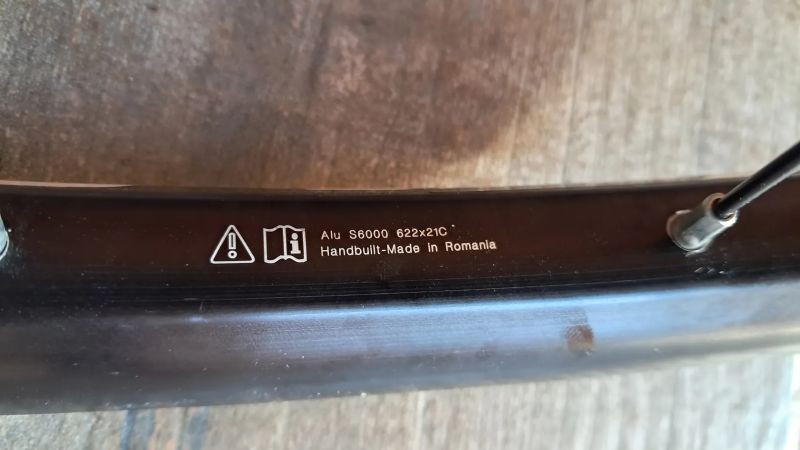 Alu S6000 622x21C
Handbuilt-Made in Romania